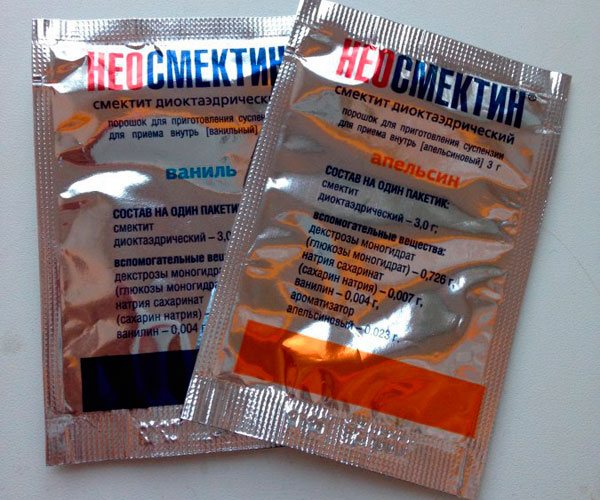 НЕОСМЕКТИН
смектит диоктаэдрический
порошок для приготовления суспензии
для приема внутрь [ванильный]
ваниль
СОСТАВ НА ОДИН ПАКЕТИК:
смектит
диоктаэдрический – 3,0
вспомогательные
декстрозы моногидрат
(глюкозы моногидрат)
натрия сахаринат
(сахарин натрия)
ванилин – 0,004 г
НЕОСМЕКТИН®
смектит диоктаэдрический
порошок для приготовления суспензии
для приема внутрь [апельсиновый] 3 г
апельсин
СОСТАВ НА ОДИН ПАКЕТИК:
смектит
диоктаэдрический – 3,0 г;
вспомогательные вещества:
декстрозы моногидрат
(глюкозы моногидрат) – 0,726 г,
натрия сахаринат
(сахарин натрия) – 0,007 г,
ванилин – 0,004 г,
ароматизатор
апельсиновый – 0,023 г.